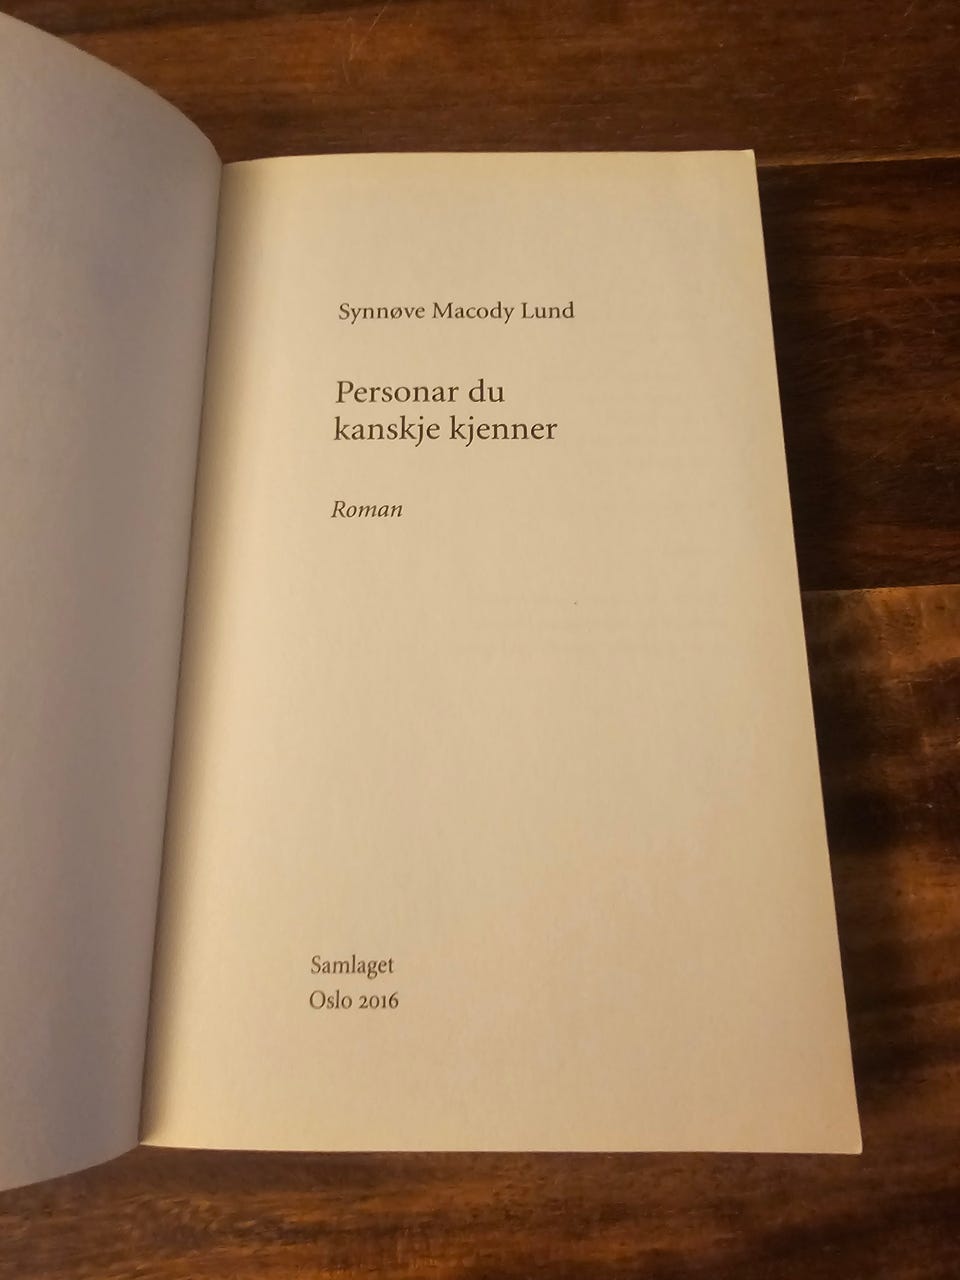 Synnøve Macody Lund
Personar du
kanskje kjenner
Roman
Samlaget
Oslo 2016